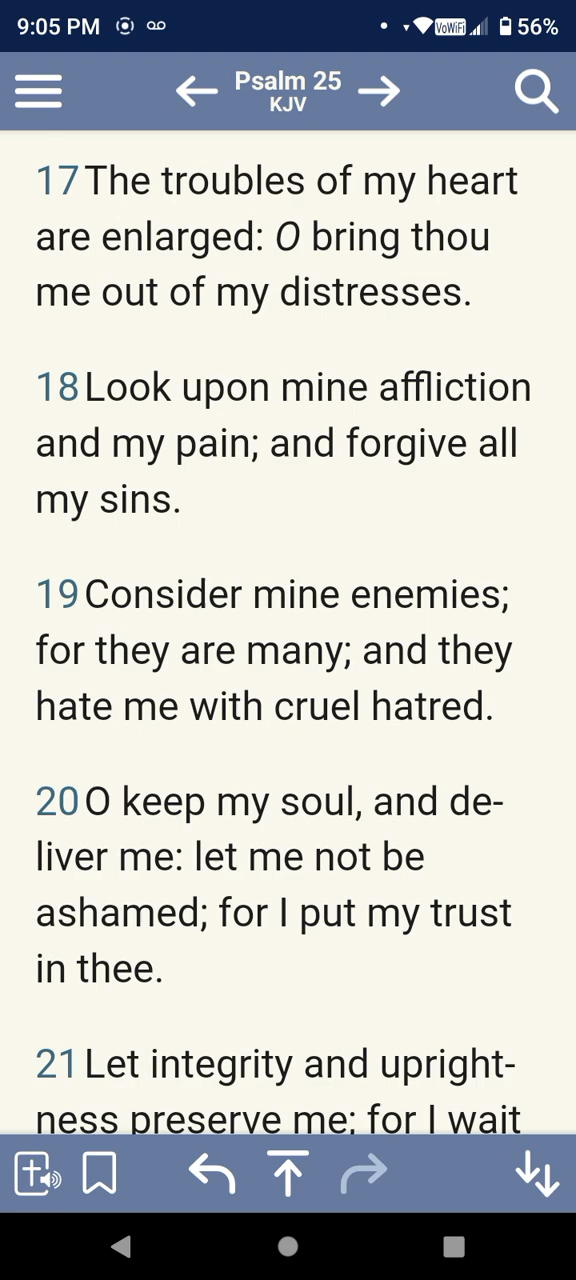 9:05 PM VoWiFi 56%
Psalm 25
KJV
17 The troubles of my heart
are enlarged: O bring thou
me out of my distresses.
18 Look upon mine affliction
and my pain; and forgive all
my sins.
19 Consider mine enemies;
for they are many; and they
hate me with cruel hatred.
20 O keep my soul, and de-
liver me: let me not be
ashamed; for I put my trust
in thee.
21 Let integrity and upright-
ness preserve me; for I wait